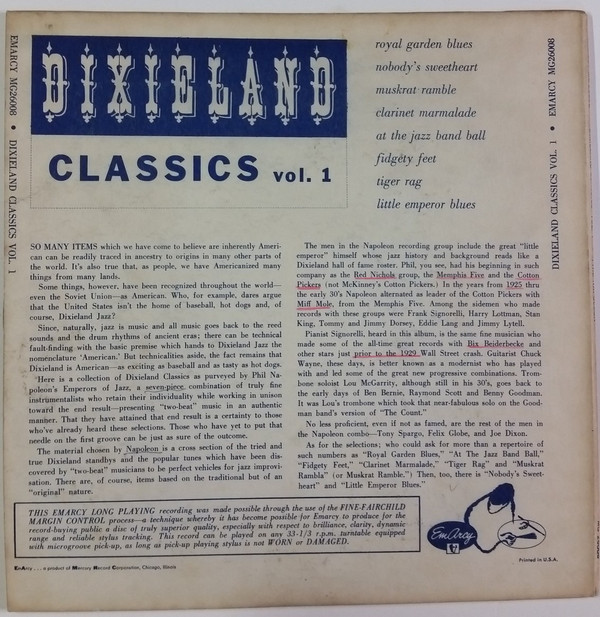 EMARCY MG26008 • DIXIELAND CLASSICS VOL. 1
DIXIELAND
CLASSICS vol. 1
royal garden blues
nobody's sweetheart
muskrat ramble
clarinet marmalade
at the jazz band ball
fidgety feet
tiger rag
little emperor blues
DIXIELAND CLASSICS VOL. 1 • EMARCY MG26008
SO MANY ITEMS which we have come to believe are inherently Ameri-
can can be readily traced in ancestry to origins in many other parts of
the world. It's also true that, as people, we have Americanized many
things from many lands.
Some things, however, have been recognized throughout the world—
even the Soviet Union—as American. Who, for example, dares argue
that the United States isn't the home of baseball, hot dogs and, of
course, Dixieland Jazz?
Since, naturally, jazz is music and all music goes back to the reed
sounds and the drum rhythms of ancient eras; there can be technical
fault-finding with the basic premise which hands to Dixieland Jazz the
nomenclature 'American.' But technicalities aside, the fact remains that
Dixieland is American—as exciting as baseball and as tasty as hot dogs.
Here is a collection of Dixieland Classics as purveyed by Phil Na-
poleon's Emperors of Jazz, a seven-piece combination of truly fine
instrumentalists who retain their individuality while working in unison
toward the end result—presenting "two-beat" music in an authentic
manner. That they have attained that end result is a certainty to those
who've already heard these selections. Those who have yet to put that
needle on the first groove can be just as sure of the outcome.
The material chosen by Napoleon is a cross section of the tried and
true Dixieland standbys and the popular tunes which have been dis-
covered by "two-beat" musicians to be perfect vehicles for jazz improvi-
sation. There are, of course, items based on the traditional but of an
"original" nature.
The men in the Napoleon recording group include the great "little
emperor" himself whose jazz history and background reads like a
Dixieland hall of fame roster. Phil, you see, had his beginning in such
company as the Red Nichols group, the Memphis Five and the Cotton
Pickers (not McKinney's Cotton Pickers.) In the years from 1925 thru
the early 30's Napoleon alternated as leader of the Cotton Pickers with
Miff Mole, from the Memphis Five. Among the sidemen who made
records with these groups were Frank Signorelli, Harry Lottman, Stan
King, Tommy and Jimmy Dorsey, Eddie Lang and Jimmy Lytell.
Pianist Signorelli, heard in this album, is the same fine musician who
made some of the all-time great records with Bix Beiderbecke and
other stars just prior to the 1929 Wall Street crash. Guitarist Chuck
Wayne, these days, is better known as a modernist who has played
with and led some of the great new progressive combinations. Trom-
bone soloist Lou McGarrity, although still in his 30's, goes back to
the early days of Ben Bernie, Raymond Scott and Benny Goodman.
It was Lou's trombone which took that near-fabulous solo on the Good-
man band's version of "The Count."
No less proficient, even if not as famed, are the rest of the men in
the Napoleon combo—Tony Spargo, Felix Globe, and Joe Dixon.
As for the selections; who could ask for more than a repertoire of
such numbers as "Royal Garden Blues," "At The Jazz Band Ball,"
"Fidgety Feet," "Clarinet Marmalade," "Tiger Rag" and "Muskrat
Rambla" (or Muskrat Ramble.") Then, too, there is "Nobody's Sweet-
heart" and "Little Emperor Blues."
THIS EMARCY LONG PLAYING recording was made possible through the use of the FINE-FAIRCHILD
MARGIN CONTROL process—a technique whereby it has become possible for Emarcy to produce for the
record-buying public a disc of truly superior quality, especially with respect to brilliance, clarity, dynamic
range and reliable stylus tracking. This record can be played on any 33-1/3 r.p.m. turntable equipped
with microgroove pick-up, as long as pick-up playing stylus is not WORN or DAMAGED.
EmArcy
EmArcy . . . a product of Mercury Record Corporation, Chicago, Illinois
Printed in U.S.A.